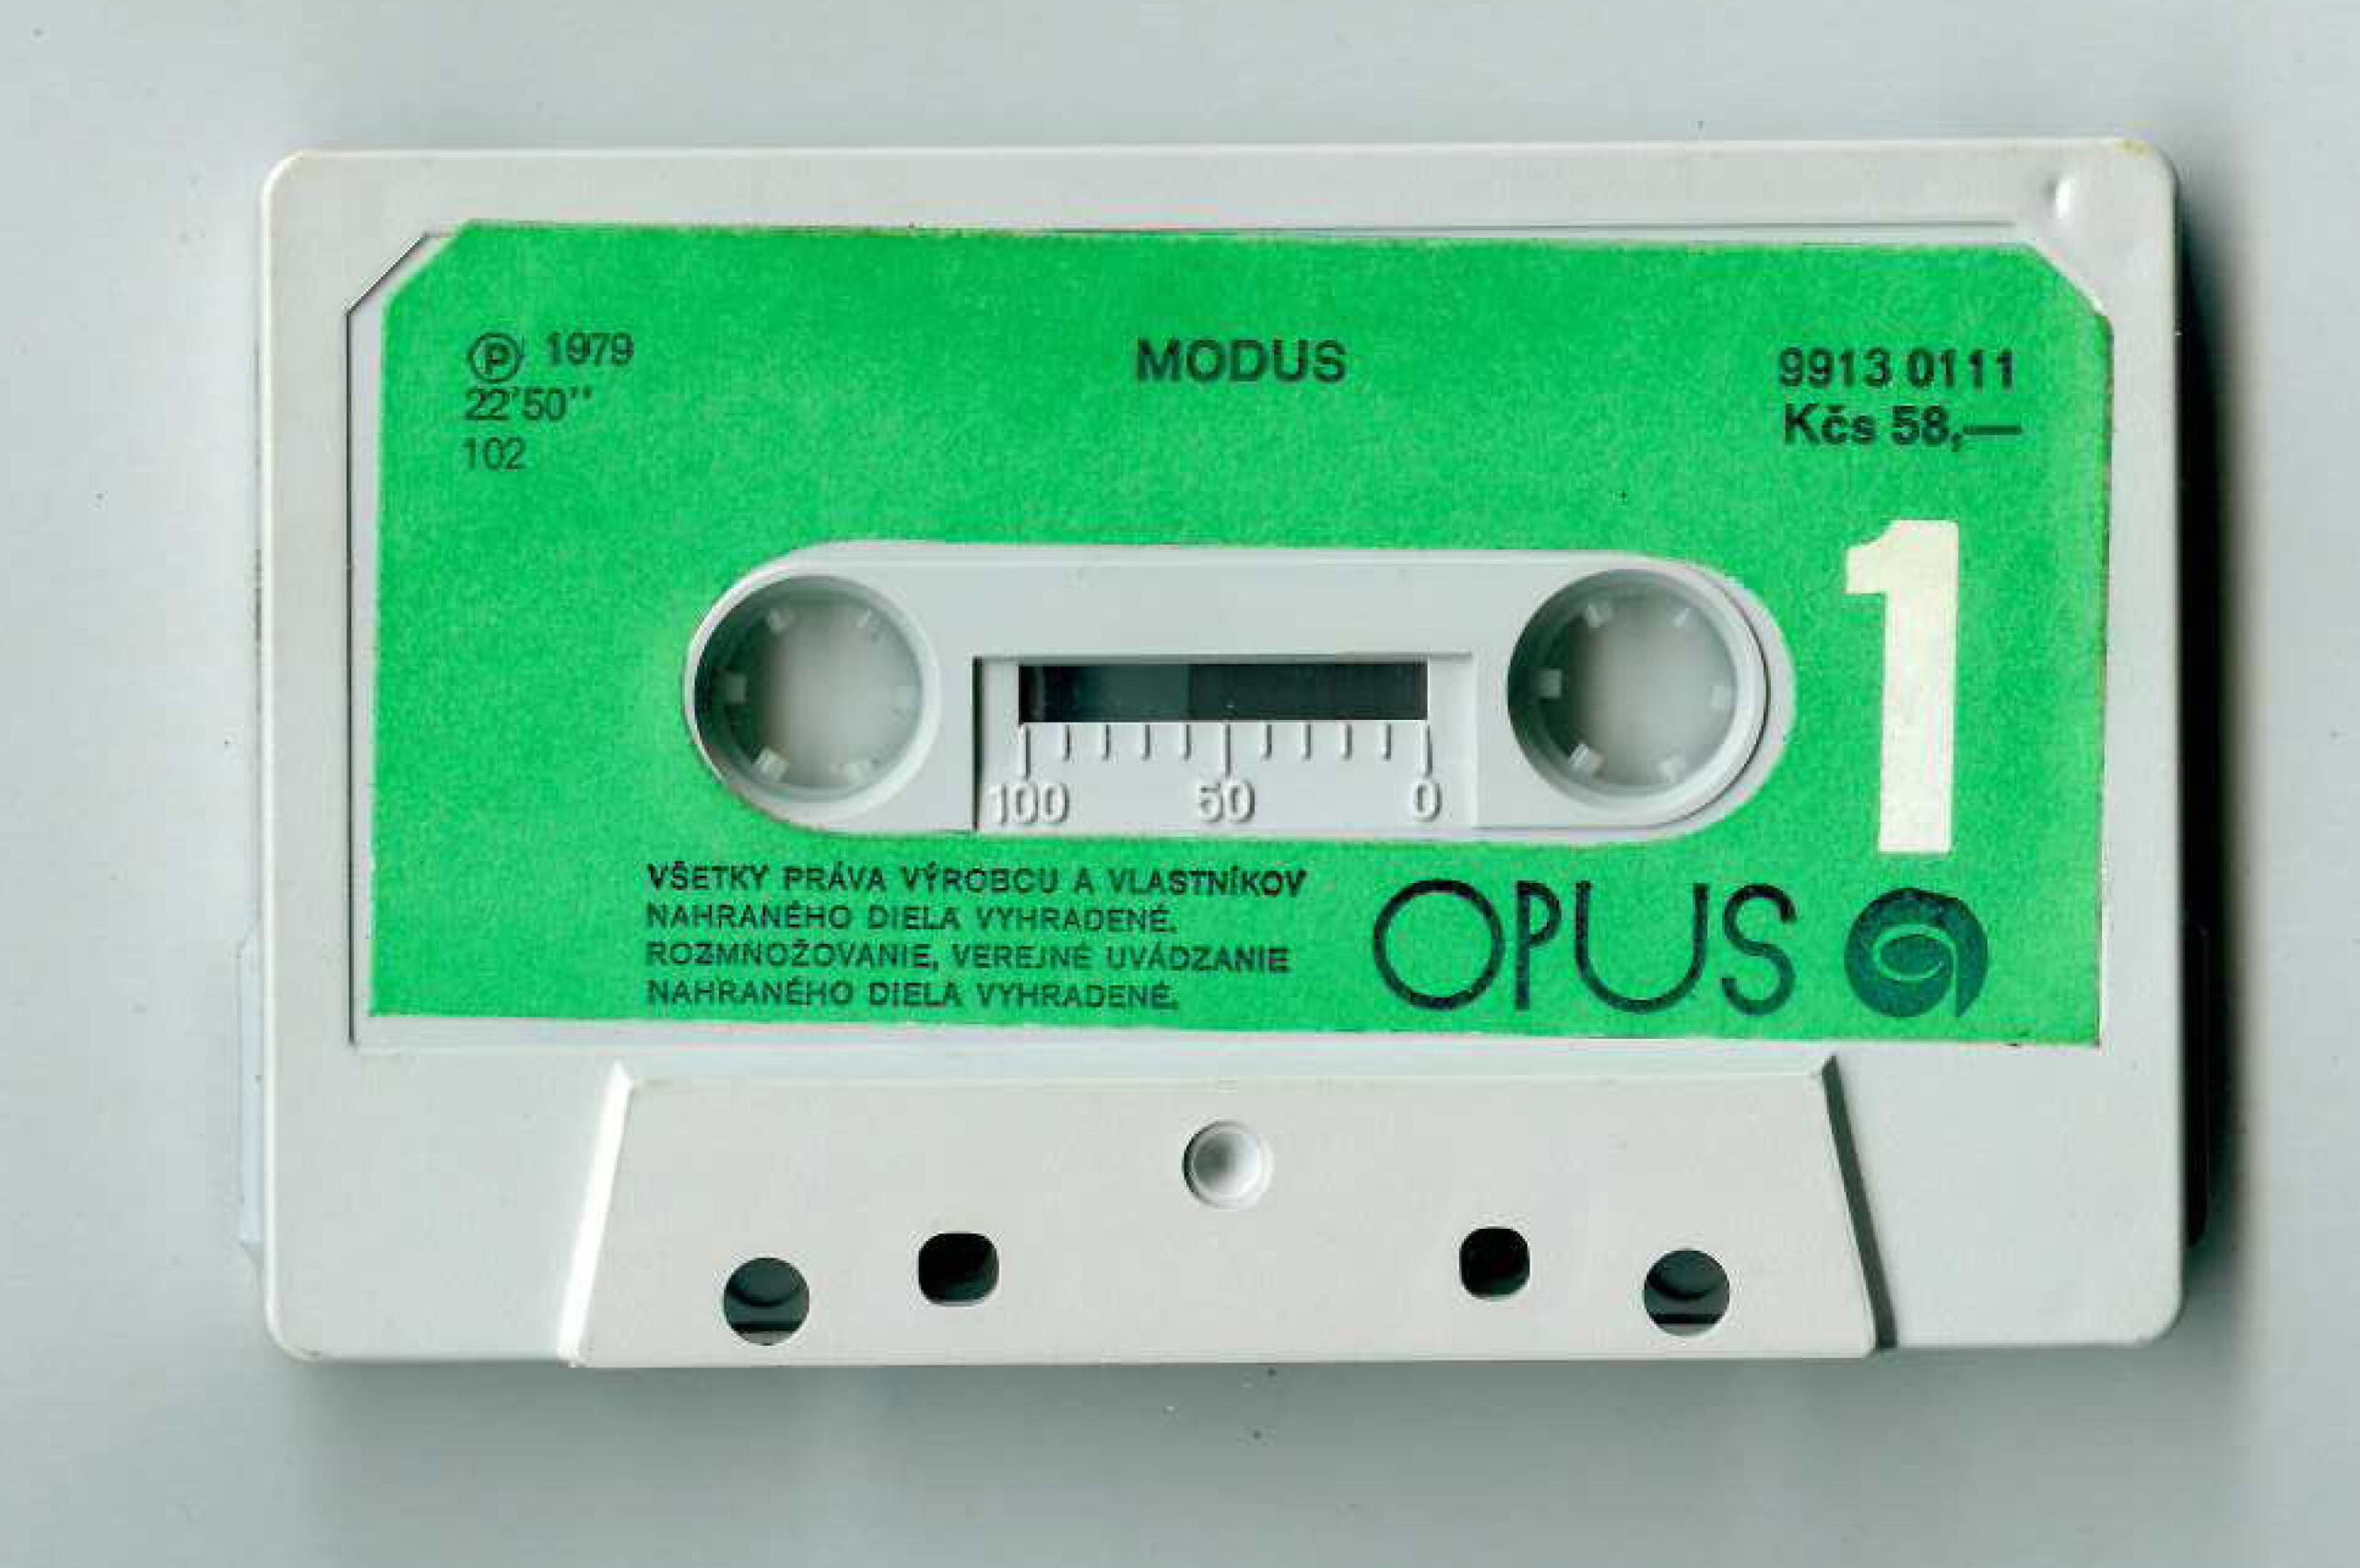 Ⓟ 1979
22'50''
102
MODUS
9913 0111
Kčs 58,—
1
100 50 0
VŠETKY PRÁVA VÝROBCU A VLASTNÍKOV
NAHRANÉHO DIELA VYHRADENÉ.
ROZMNOŽOVANIE, VEREJNÉ UVÁDZANIE
NAHRANÉHO DIELA VYHRADENÉ.
OPUS